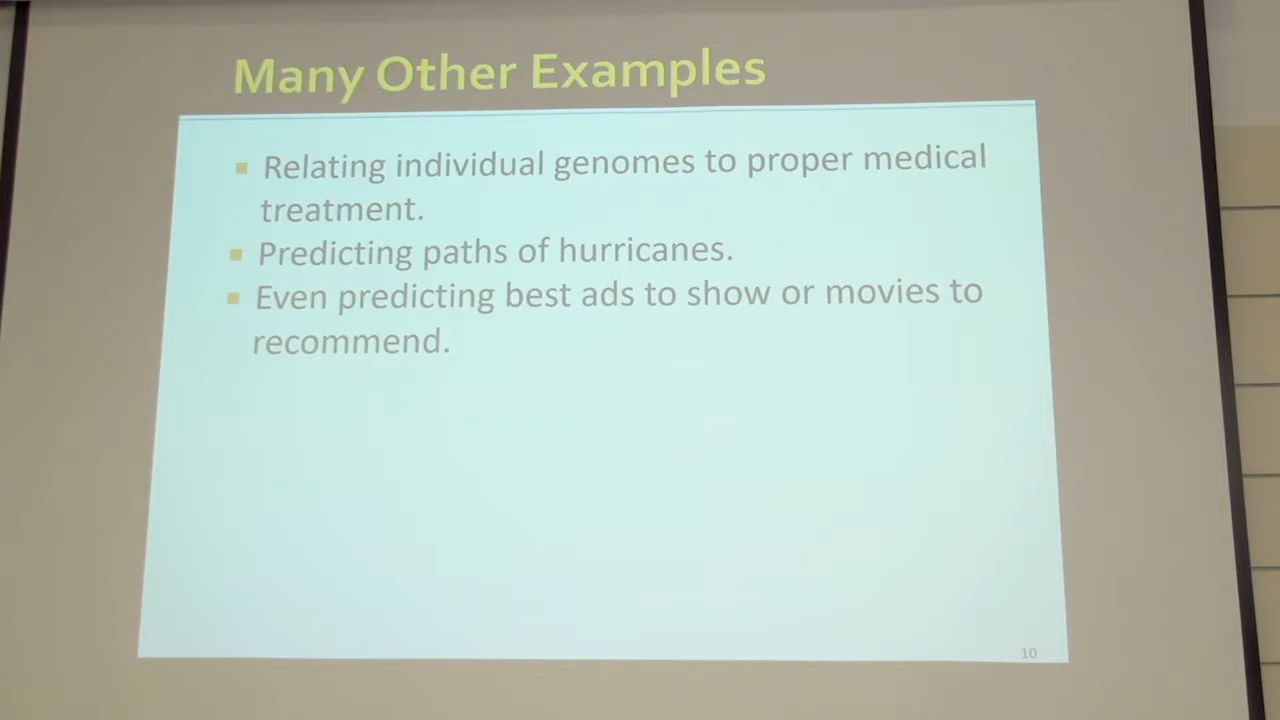 Many Other Examples
▪ Relating individual genomes to proper medical
treatment.
▪ Predicting paths of hurricanes.
▪ Even predicting best ads to show or movies to
recommend.
10